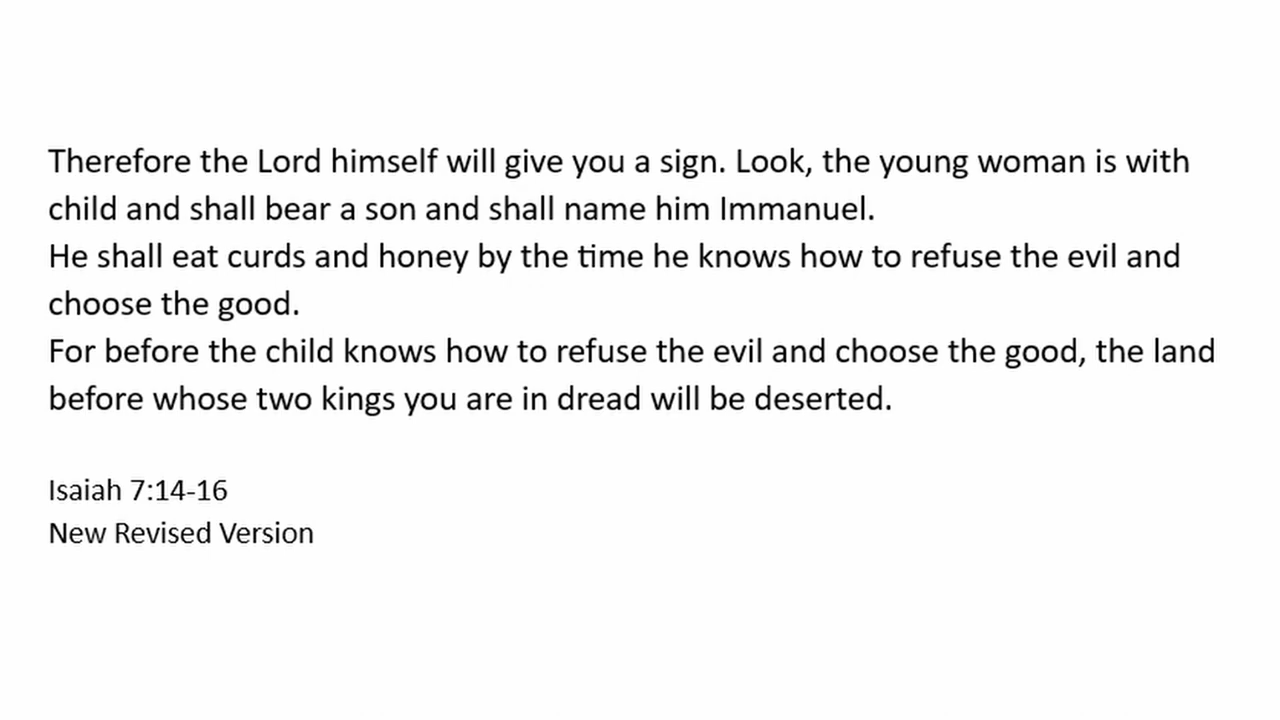 Therefore the Lord himself will give you a sign. Look, the young woman is with
child and shall bear a son and shall name him Immanuel.
He shall eat curds and honey by the time he knows how to refuse the evil and
choose the good.
For before the child knows how to refuse the evil and choose the good, the land
before whose two kings you are in dread will be deserted.
Isaiah 7:14-16
New Revised Version